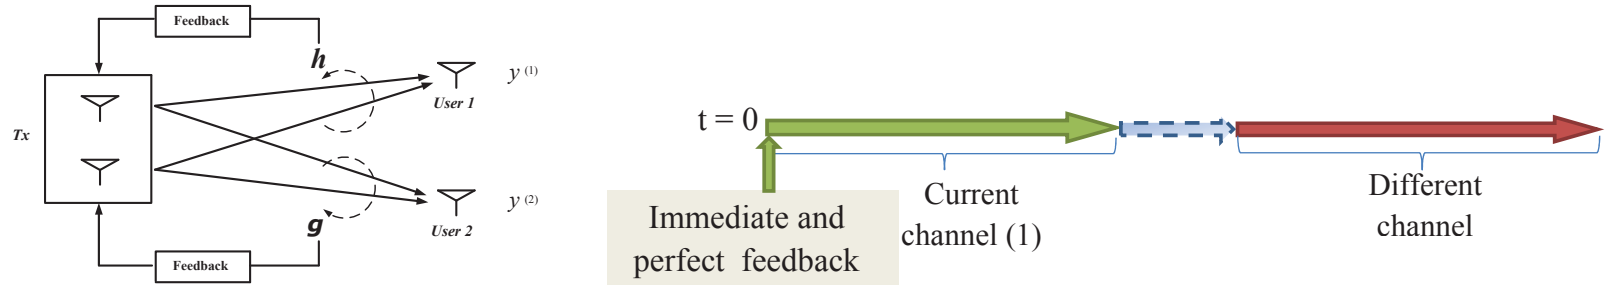 Feedback
h
Tx
User 1
y (1)
User 2
y (2)
g
Feedback
t = 0
Immediate and
perfect feedback
Current
channel (1)
Different
channel